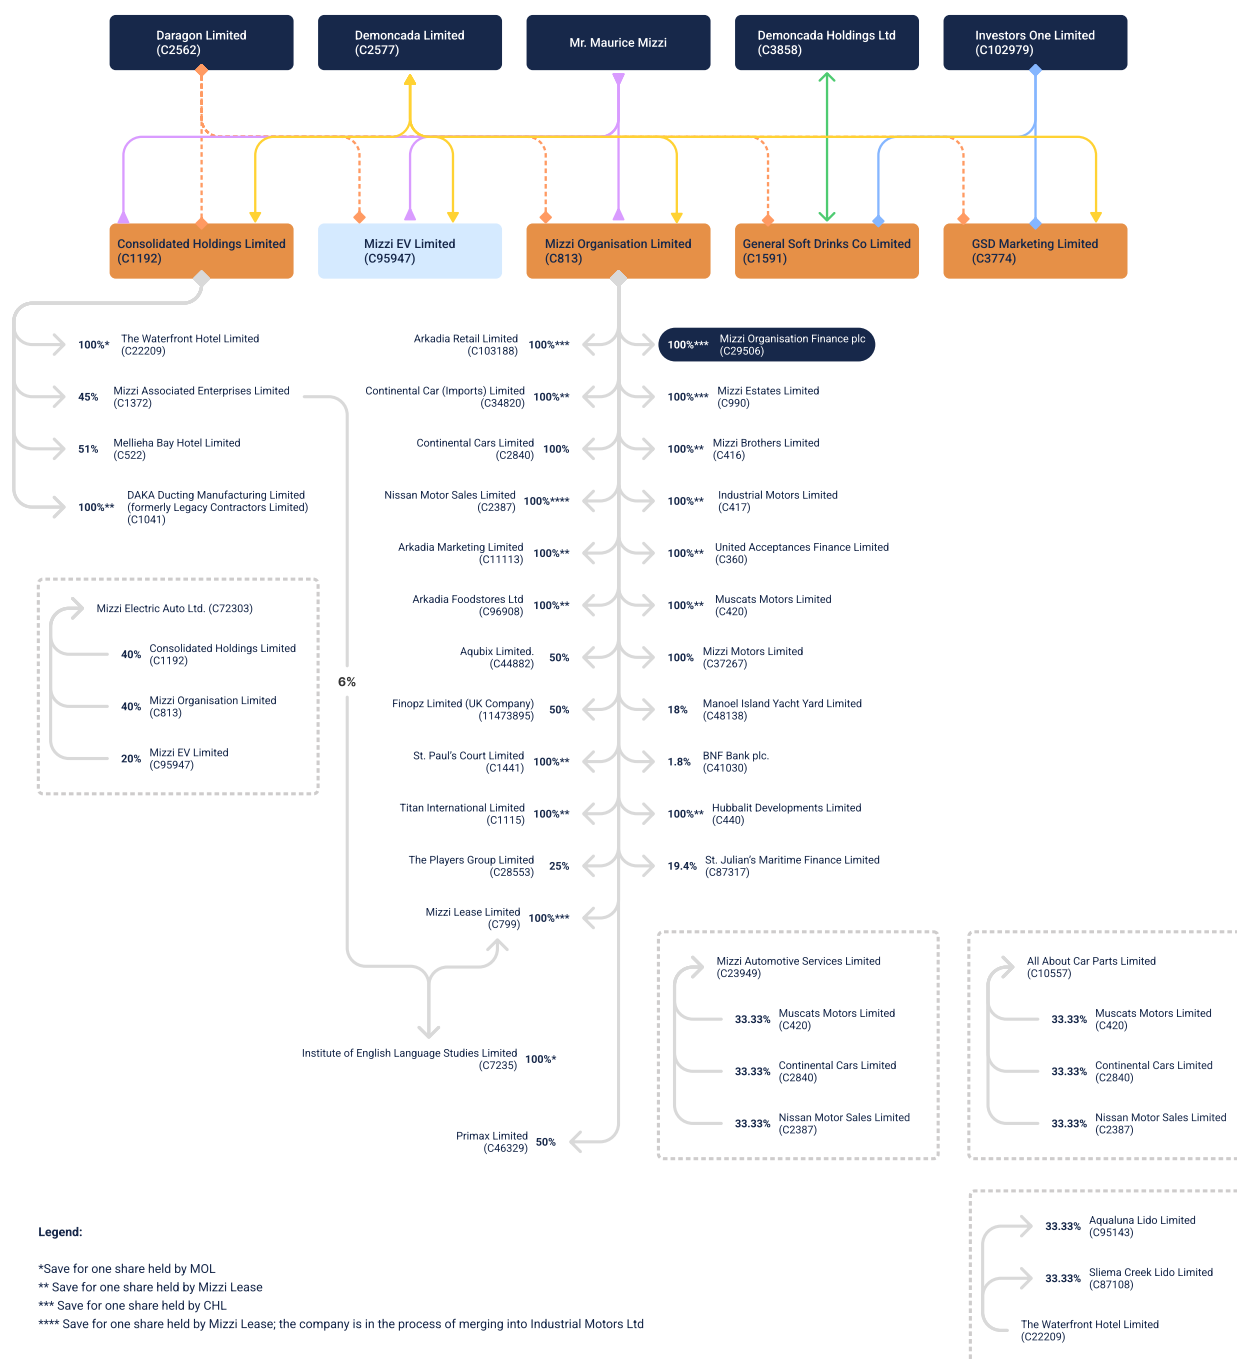 Daragon Limited
(C2562)
Demoncada Limited
(C2577)
Mr. Maurice Mizzi
Demoncada Holdings Ltd
(C3858)
Investors One Limited
(C102979)
Consolidated Holdings Limited
(C1192)
Mizzi EV Limited
(C95947)
Mizzi Organisation Limited
(C813)
General Soft Drinks Co Limited
(C1591)
GSD Marketing Limited
(C3774)
100%* The Waterfront Hotel Limited
(C22209)
45% Mizzi Associated Enterprises Limited
(C1372)
51% Mellieha Bay Hotel Limited
(C522)
100%** DAKA Ducting Manufacturing Limited
(formerly Legacy Contractors Limited)
(C1041)
Mizzi Electric Auto Ltd. (C72303)
40% Consolidated Holdings Limited
(C1192)
40% Mizzi Organisation Limited
(C813)
20% Mizzi EV Limited
(C95947)
6%
Arkadia Retail Limited
(C103188) 100%***
Continental Car (Imports) Limited
(C34820) 100%**
Continental Cars Limited
(C2840) 100%
Nissan Motor Sales Limited
(C2387) 100%****
Arkadia Marketing Limited
(C11113) 100%**
Arkadia Foodstores Ltd
(C96908) 100%**
Aqubix Limited.
(C44882) 50%
Finopz Limited (UK Company)
(11473895) 50%
St. Paul's Court Limited
(C1441) 100%**
Titan International Limited
(C1115) 100%**
The Players Group Limited
(C28553) 25%
Mizzi Lease Limited
(C799) 100%***
Institute of English Language Studies Limited
(C7235) 100%*
Primax Limited
(C46329) 50%
100%*** Mizzi Organisation Finance plc
(C29506)
100%*** Mizzi Estates Limited
(C990)
100%** Mizzi Brothers Limited
(C416)
100%** Industrial Motors Limited
(C417)
100%** United Acceptances Finance Limited
(C360)
100%** Muscats Motors Limited
(C420)
100% Mizzi Motors Limited
(C37267)
18% Manoel Island Yacht Yard Limited
(C48138)
1.8% BNF Bank plc.
(C41030)
100%** Hubbalit Developments Limited
(C440)
19.4% St. Julian's Maritime Finance Limited
(C87317)
Mizzi Automotive Services Limited
(C23949)
33.33% Muscats Motors Limited
(C420)
33.33% Continental Cars Limited
(C2840)
33.33% Nissan Motor Sales Limited
(C2387)
All About Car Parts Limited
(C10557)
33.33% Muscats Motors Limited
(C420)
33.33% Continental Cars Limited
(C2840)
33.33% Nissan Motor Sales Limited
(C2387)
33.33% Aqualuna Lido Limited
(C95143)
33.33% Sliema Creek Lido Limited
(C87108)
The Waterfront Hotel Limited
(C22209)
Legend:
*Save for one share held by MOL
** Save for one share held by Mizzi Lease
*** Save for one share held by CHL
**** Save for one share held by Mizzi Lease; the company is in the process of merging into Industrial Motors Ltd